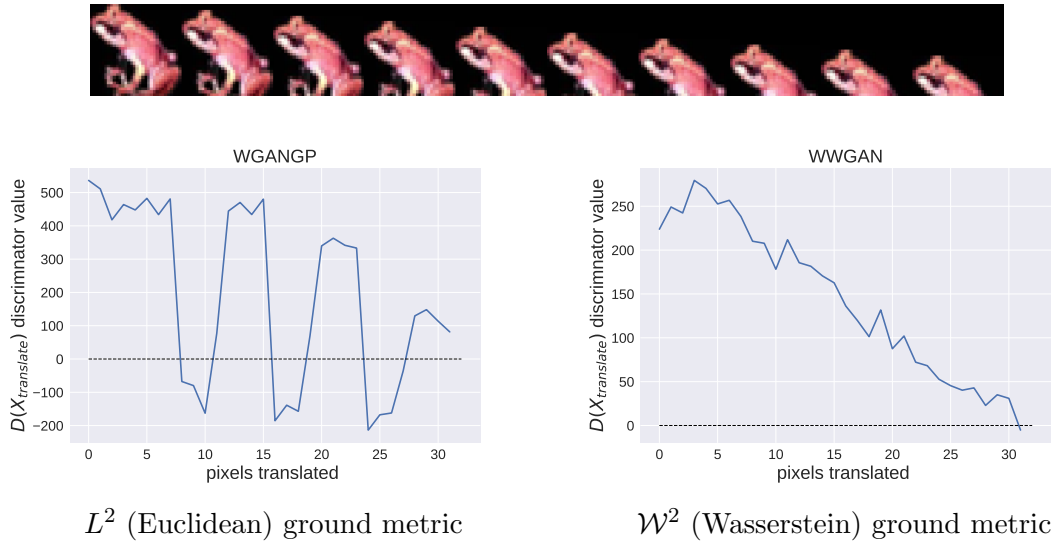 WGANGP
500
400
300
200
100
0
−100
−200
D(X_translate) discrimnator value
0 5 10 15 20 25 30
pixels translated
L² (Euclidean) ground metric
WWGAN
250
200
150
100
50
0
D(X_translate) discrimnator value
0 5 10 15 20 25 30
pixels translated
𝒲² (Wasserstein) ground metric